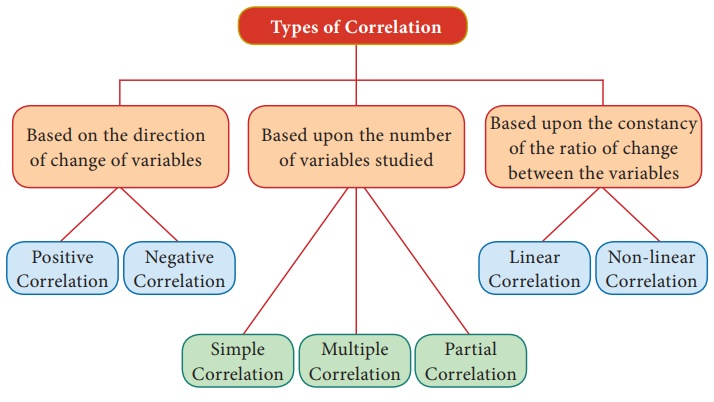 Types of Correlation
Based on the direction
of change of variables
Based upon the number
of variables studied
Based upon the constancy
of the ratio of change
between the variables
Positive
Correlation
Negative
Correlation
Linear
Correlation
Non-linear
Correlation
Simple
Correlation
Multiple
Correlation
Partial
Correlation